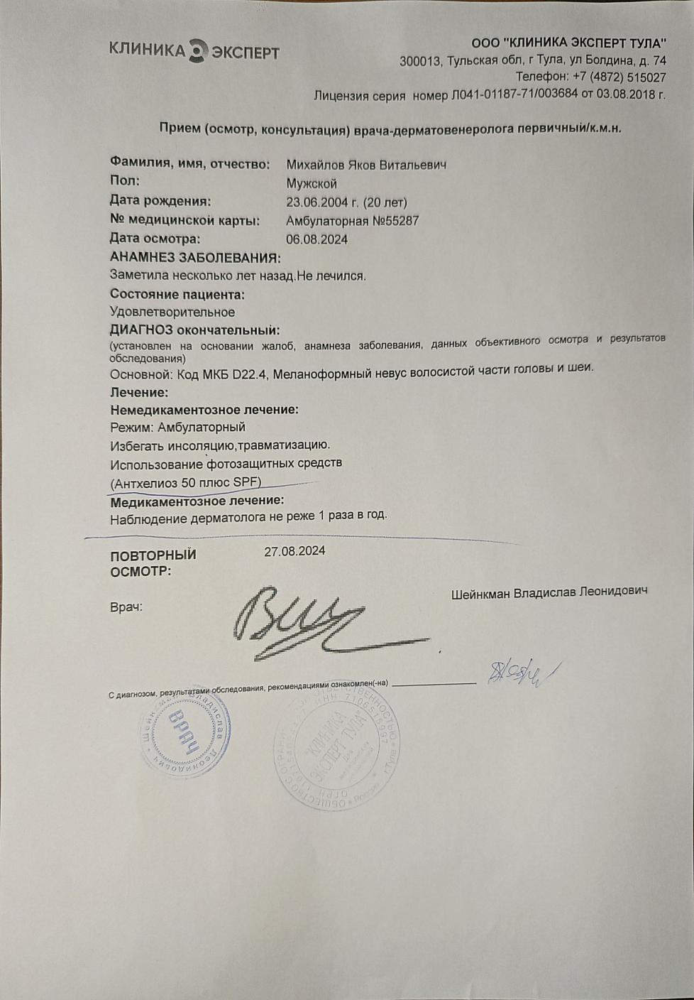 КЛИНИКА ЭКСПЕРТ
ООО "КЛИНИКА ЭКСПЕРТ ТУЛА"
300013, Тульская обл, г Тула, ул Болдина, д. 74
Телефон: +7 (4872) 515027
Лицензия серия номер Л041-01187-71/003684 от 03.08.2018 г.
Прием (осмотр, консультация) врача-дерматовенеролога первичный/к.м.н.
Фамилия, имя, отчество: Михайлов Яков Витальевич
Пол: Мужской
Дата рождения: 23.06.2004 г. (20 лет)
№ медицинской карты: Амбулаторная №55287
Дата осмотра: 06.08.2024
АНАМНЕЗ ЗАБОЛЕВАНИЯ:
Заметила несколько лет назад.Не лечился.
Состояние пациента:
Удовлетворительное
ДИАГНОЗ окончательный:
(установлен на основании жалоб, анамнеза заболевания, данных объективного осмотра и результатов
обследования)
Основной: Код МКБ D22.4, Меланоформный невус волосистой части головы и шеи.
Лечение:
Немедикаментозное лечение:
Режим: Амбулаторный
Избегать инсоляцию,травматизацию.
Использование фотозащитных средств
(Антхелиоз 50 плюс SPF)
Медикаментозное лечение:
Наблюдение дерматолога не реже 1 раза в год.
ПОВТОРНЫЙ 27.08.2024
ОСМОТР:
Врач: Шейнкман Владислав Леонидович
С диагнозом, результатами обследования, рекомендациями ознакомлен(-на)
Шейнкман Владислав Леонидович
ВРАЧ
ОБЩЕСТВО С ОГРАНИ ОТВЕТСТВЕННОСТЬЮ
г.Тула
Россия
ИНН 7106515997
ОГРН
"КЛИНИКА
ЭКСПЕРТ ТУЛА"